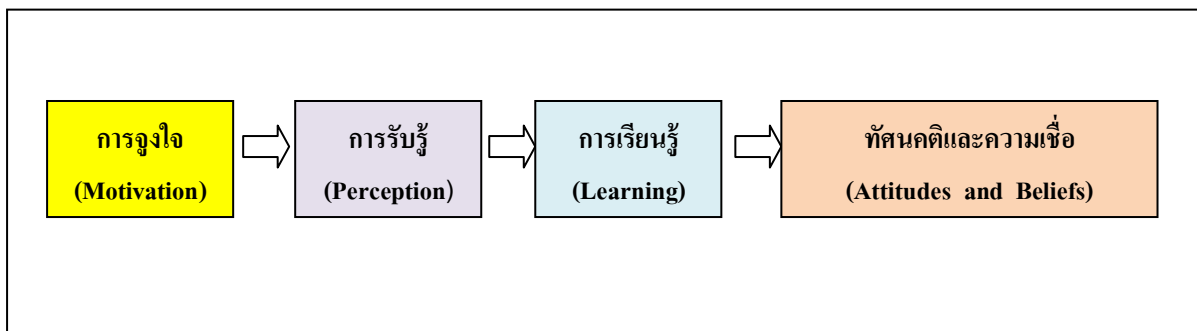 การจูงใจ
(Motivation)
การรับรู้
(Perception)
การเรียนรู้
(Learning)
ทัศนคติและความเชื่อ
(Attitudes and Beliefs)